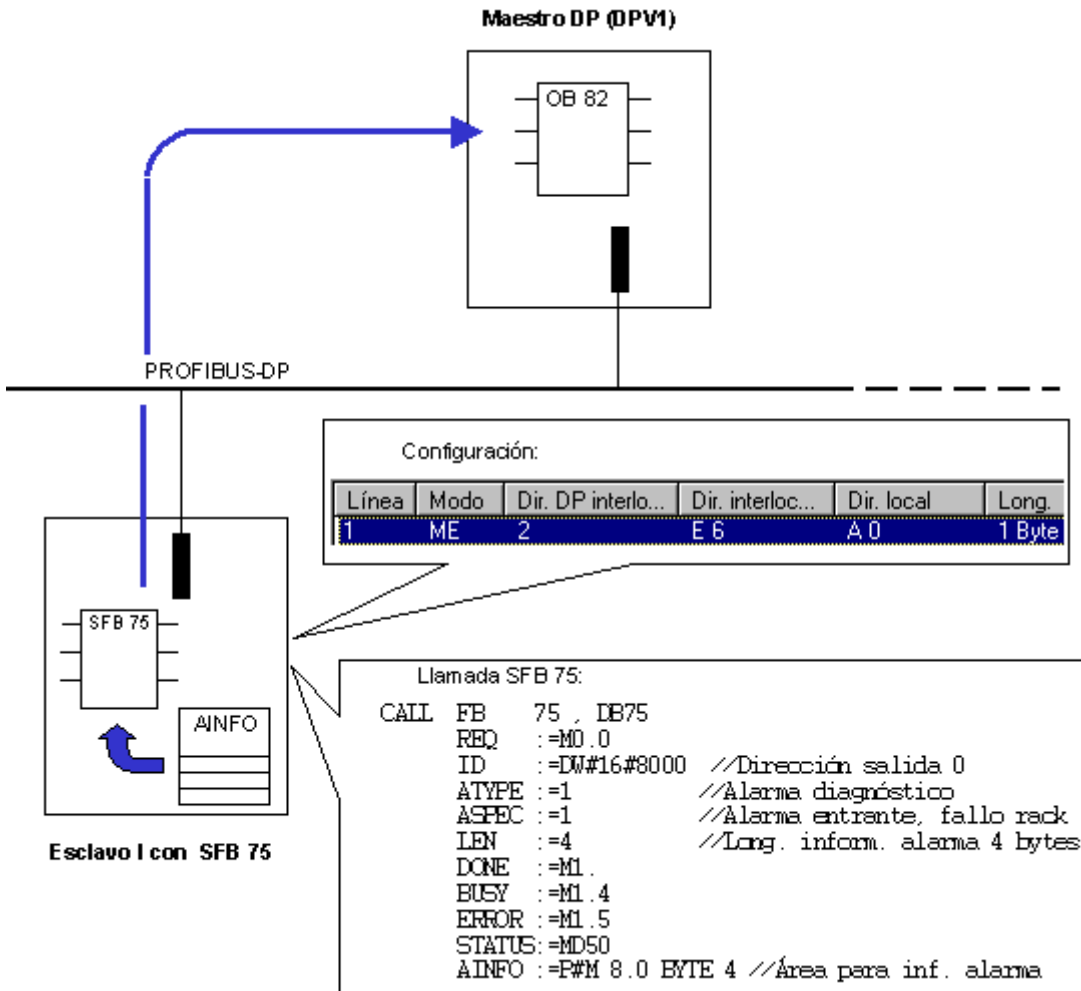 Maestro DP (DPV1)
OB 82
PROFIBUS-DP
Configuración:
Línea Modo Dir. DP interlo... Dir. interloc... Dir. local Long.
1 ME 2 E 6 A 0 1 Byte
SFB 75
AINFO
Esclavo I con SFB 75
Llamada SFB 75:
CALL FB 75 , DB75
REQ :=M0.0
ID :=DW#16#8000 //Dirección salida 0
ATYPE :=1 //Alarma diagnóstico
ASPEC :=1 //Alarma entrante, fallo rack
LEN :=4 //Long. inform. alarma 4 bytes
DONE :=M1.
BUSY :=M1.4
ERROR :=M1.5
STATUS:=MD50
AINFO :=P#M 8.0 BYTE 4 //Área para inf. alarma